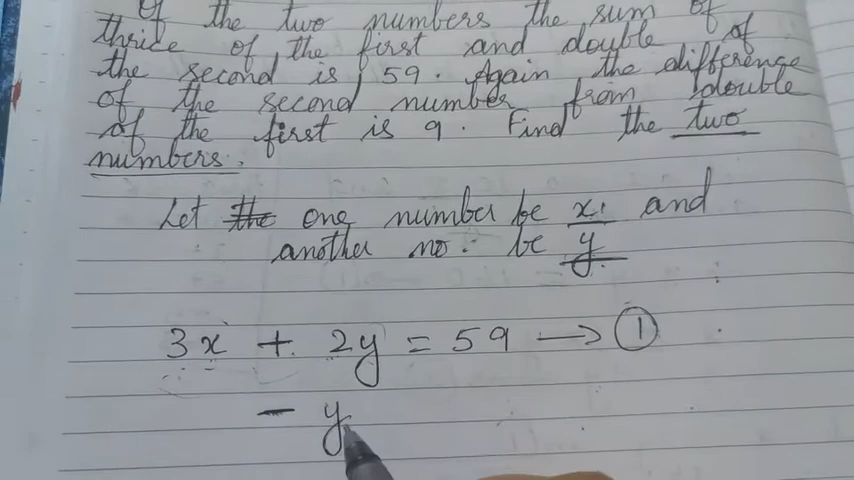 Of the two numbers the sum of
thrice of the first and double of
the second is 59. Again the difference
of the second number from double
of the first is 9. Find the two
numbers.
Let the one number be x, and
another no. be y.
3x + 2y = 59 → 1
- y